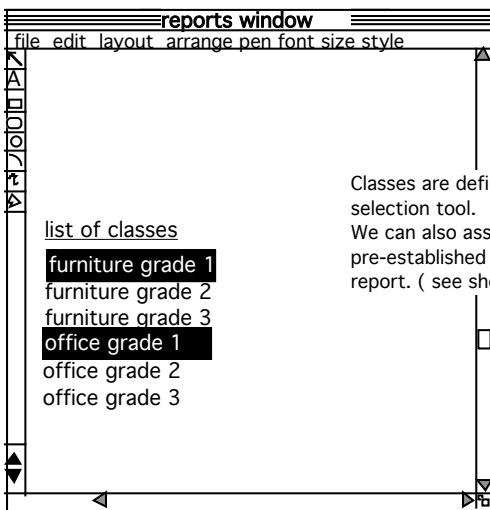 reports window
file edit layout arrange pen font size style
A
Classes are defi
selection tool.
We can also ass
pre-established
report. ( see sho
list of classes
furniture grade 1
furniture grade 2
furniture grade 3
office grade 1
office grade 2
office grade 3